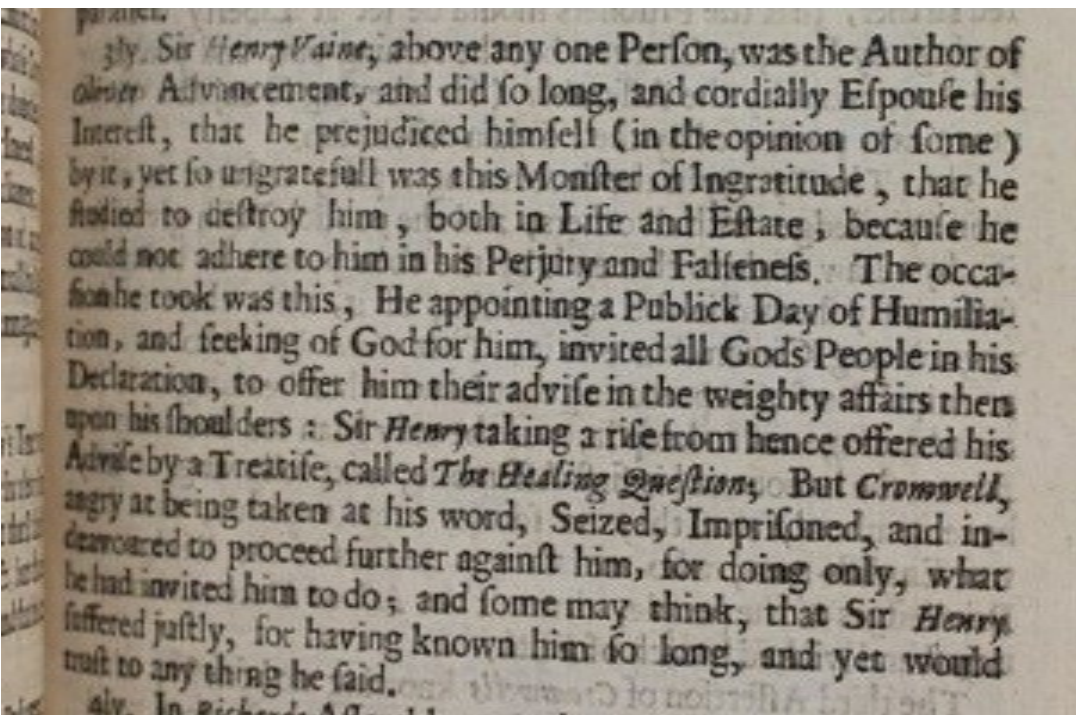 parallel.
3ly. Sir Henry Vaine, above any one Perſon, was the Author of
Olivers Advancement, and did ſo long, and cordially Eſpouſe his
Intereſt, that he prejudiced himſelf (in the opinion of ſome)
by it, yet ſo ungratefull was this Monſter of Ingratitude, that he
ſtudied to deſtroy him, both in Life and Eſtate; becauſe he
could not adhere to him in his Perjury and Falſeneſs. The occa-
ſion he took was this, He appointing a Publick Day of Humilia-
tion, and ſeeking of God for him, invited all Gods People in his
Declaration, to offer him their adviſe in the weighty affairs then
upon his ſhoulders: Sir Henry taking a riſe from hence offered his
Adviſe by a Treatiſe, called The Healing Queſtion; But Cromwell,
angry at being taken at his word, Seized, Impriſoned, and in-
deavoared to proceed further againſt him, for doing only, what
he had invited him to do; and ſome may think, that Sir Henry
ſuffered juſtly, for having known him ſo long, and yet would
truſt to any thing he ſaid.
4ly. In Richards